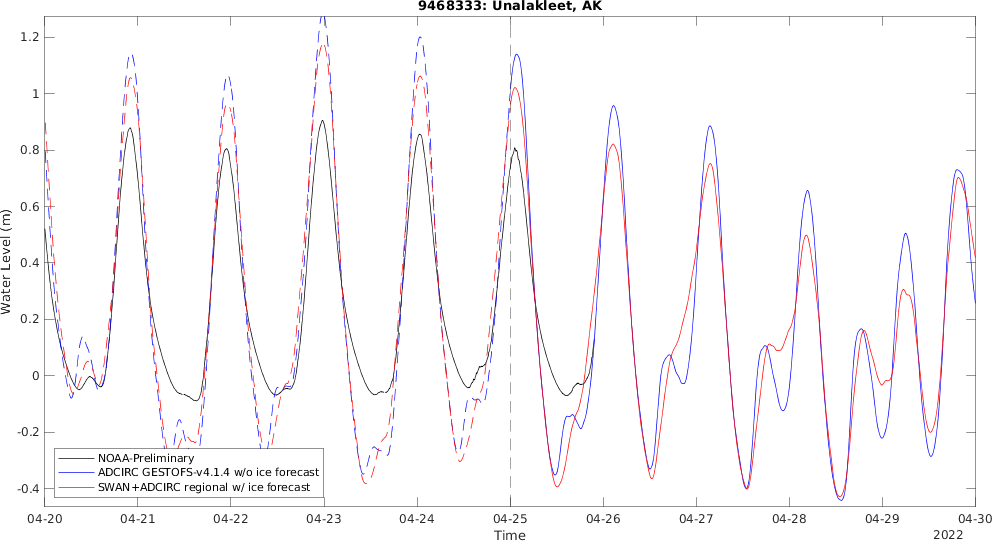 9468333: Unalakleet, AK
Water Level (m)
1.2
1
0.8
0.6
0.4
0.2
0
-0.2
-0.4
NOAA-Preliminary
ADCIRC GESTOFS-v4.1.4 w/o ice forecast
SWAN+ADCIRC regional w/ ice forecast
04-20 04-21 04-22 04-23 04-24 04-25 04-26 04-27 04-28 04-29 04-30
Time
2022